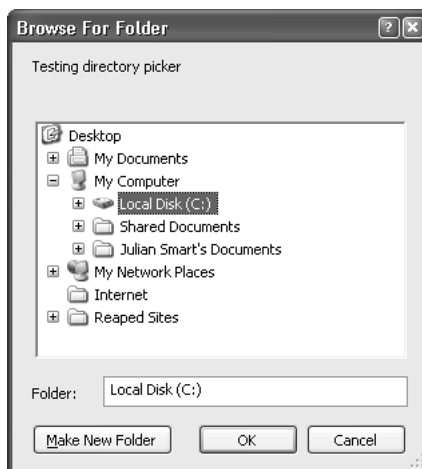 Browse For Folder
Testing directory picker
Desktop
My Documents
My Computer
Local Disk (C:)
Shared Documents
Julian Smart's Documents
My Network Places
Internet
Reaped Sites
Folder: Local Disk (C:)
Make New Folder OK Cancel